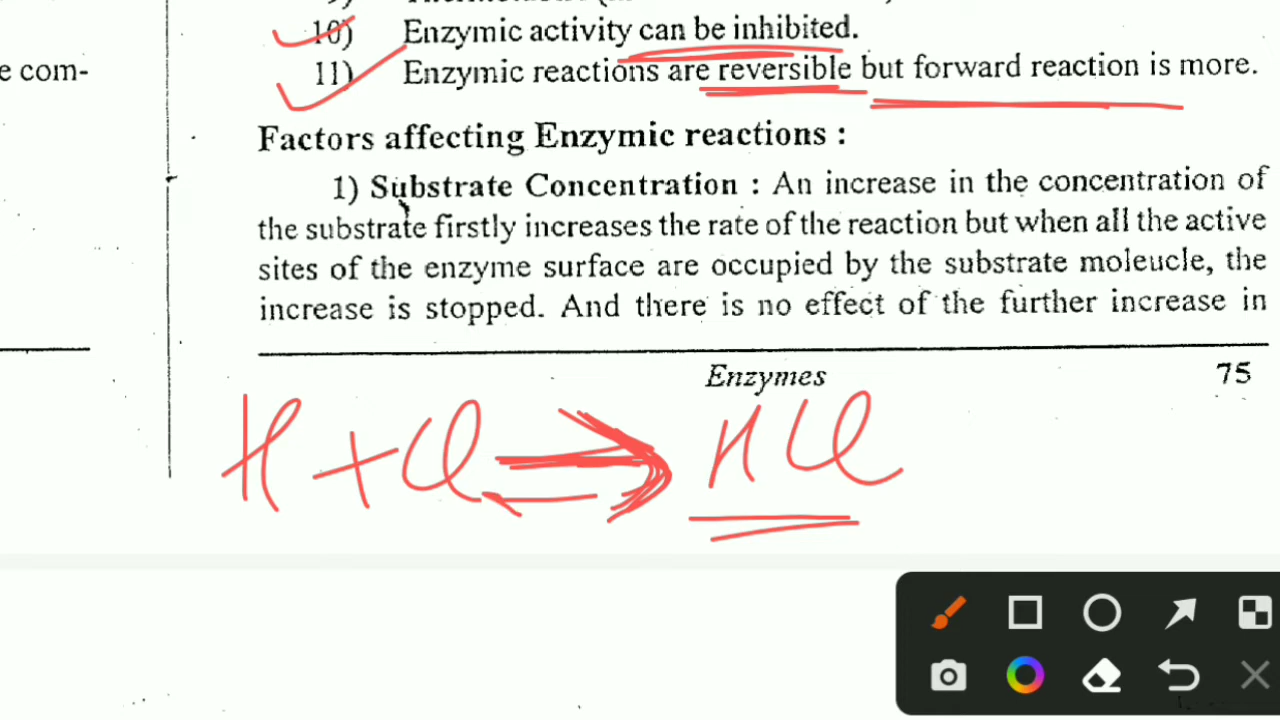 10) Enzymic activity can be inhibited.
e com-
11) Enzymic reactions are reversible but forward reaction is more.
Factors affecting Enzymic reactions :
1) Substrate Concentration : An increase in the concentration of
the substrate firstly increases the rate of the reaction but when all the active
sites of the enzyme surface are occupied by the substrate moleucle, the
increase is stopped. And there is no effect of the further increase in
Enzymes 75
H + Cl ⇌ HCl